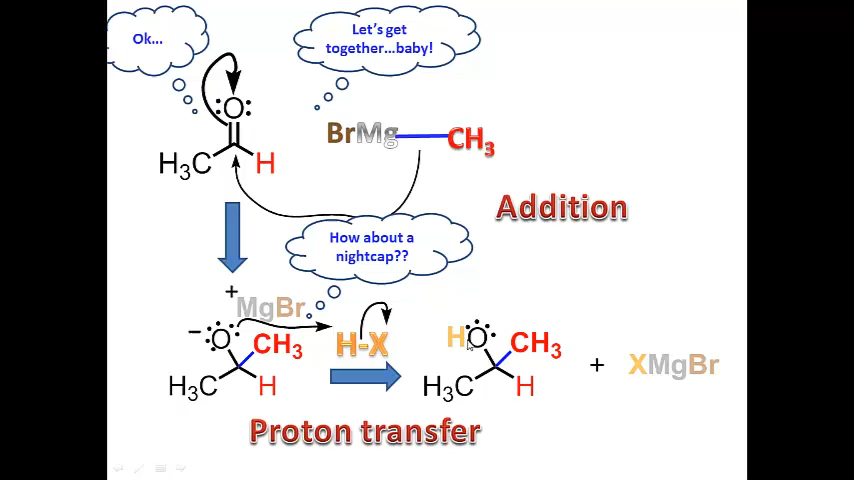 Ok...
Let's get
together...baby!
:O:
BrMg
CH3
H3C
H
Addition
How about a
nightcap??
+
MgBr
– :O:
CH3
H-X
HO:
CH3
+ XMgBr
H3C
H
H3C
H
Proton transfer